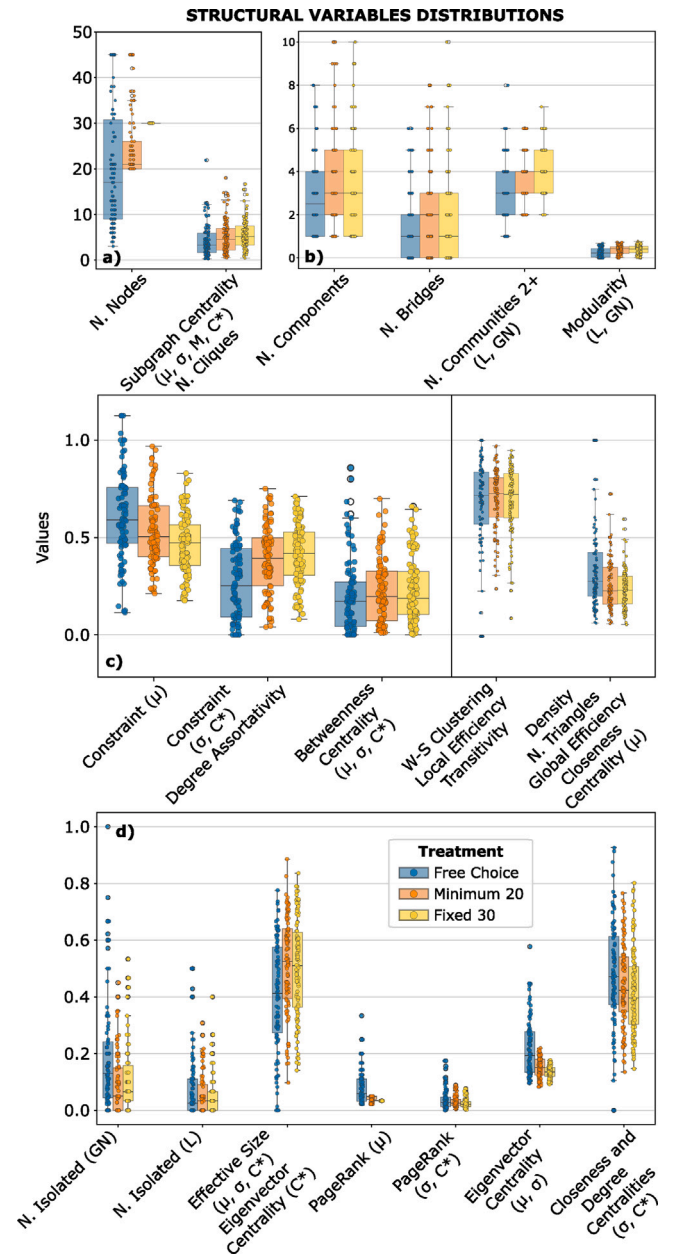 STRUCTURAL VARIABLES DISTRIBUTIONS
50
40
30
20
10
0
a)
N. Nodes
Subgraph Centrality
(μ, σ, M, C*)
N. Cliques
10
8
6
4
2
0
b)
N. Components
N. Bridges
N. Communities 2+
(L, GN)
Modularity
(L, GN)
Values
1.0
0.5
0.0
c)
Constraint (μ)
Constraint
(σ, C*)
Degree Assortativity
Betweenness
Centrality
(μ, σ, C*)
W-S Clustering
Local Efficiency
Transitivity
Density
N. Triangles
Global Efficiency
Closeness
Centrality (μ)
1.0
0.8
0.6
0.4
0.2
0.0
d)
Treatment
Free Choice
Minimum 20
Fixed 30
N. Isolated (GN)
N. Isolated (L)
Effective Size
(μ, σ, C*)
Eigenvector
Centrality (C*)
PageRank (μ)
PageRank
(σ, C*)
Eigenvector
Centrality
(μ, σ)
Closeness and
Degree
Centralities
(σ, C*)